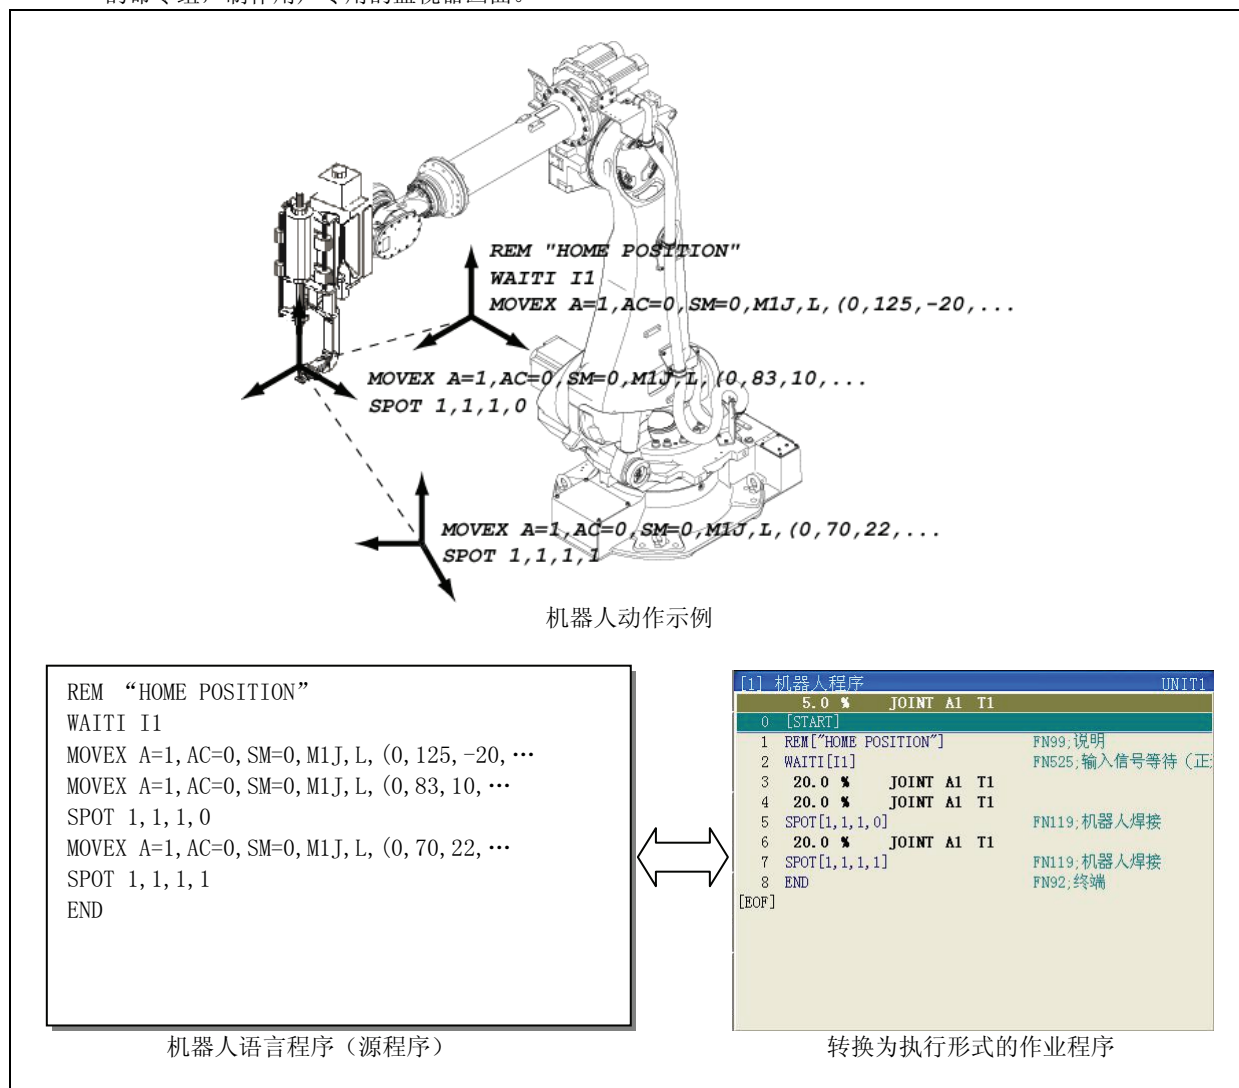 REM "HOME POSITION"
WAITI I1
MOVEX A=1,AC=0,SM=0,M1J,L,(0,125,-20,...
MOVEX A=1,AC=0,SM=0,M1J,L,(0,83,10,...
SPOT 1,1,1,0
MOVEX A=1,AC=0,SM=0,M1J,L,(0,70,22,...
SPOT 1,1,1,1
机器人动作示例
REM “HOME POSITION”
WAITI I1
MOVEX A=1,AC=0,SM=0,M1J,L,(0,125,-20,…
MOVEX A=1,AC=0,SM=0,M1J,L,(0,83,10,…
SPOT 1,1,1,0
MOVEX A=1,AC=0,SM=0,M1J,L,(0,70,22,…
SPOT 1,1,1,1
END
机器人语言程序（源程序）
[1] 机器人程序 UNIT1
5.0 % JOINT A1 T1
0 [START]
1 REM["HOME POSITION"] FN99;说明
2 WAITI[I1] FN525;输入信号等待（正
3 20.0 % JOINT A1 T1
4 20.0 % JOINT A1 T1
5 SPOT[1,1,1,0] FN119;机器人焊接
6 20.0 % JOINT A1 T1
7 SPOT[1,1,1,1] FN119;机器人焊接
8 END FN92;终端
[EOF]
转换为执行形式的作业程序